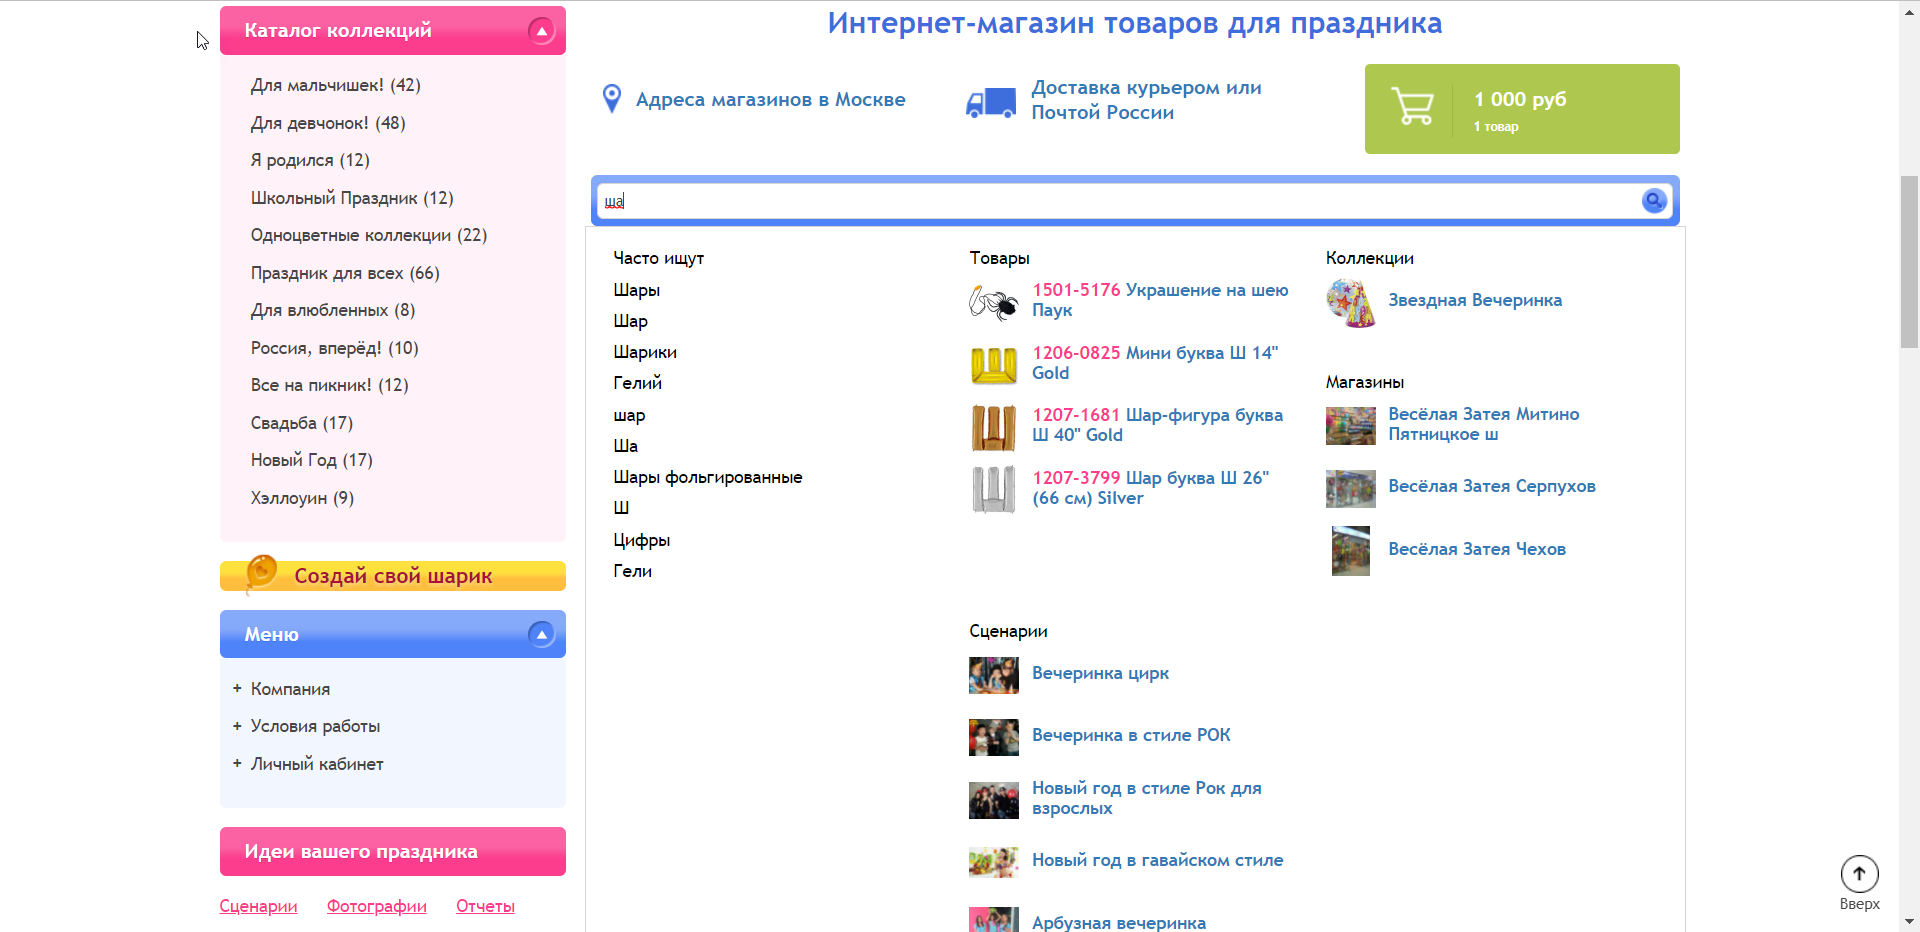 Каталог коллекций
Для мальчишек! (42)
Для девчонок! (48)
Я родился (12)
Школьный Праздник (12)
Одноцветные коллекции (22)
Праздник для всех (66)
Для влюбленных (8)
Россия, вперёд! (10)
Все на пикник! (12)
Свадьба (17)
Новый Год (17)
Хэллоуин (9)
Создай свой шарик
Меню
+ Компания
+ Условия работы
+ Личный кабинет
Идеи вашего праздника
Сценарии Фотографии Отчеты
Интернет-магазин товаров для праздника
Адреса магазинов в Москве
Доставка курьером или
Почтой России
1 000 руб
1 товар
ша
Часто ищут
Шары
Шар
Шарики
Гелий
шар
Ша
Шары фольгированные
Ш
Цифры
Гели
Товары
1501-5176 Украшение на шею
Паук
1206-0825 Мини буква Ш 14"
Gold
1207-1681 Шар-фигура буква
Ш 40" Gold
1207-3799 Шар буква Ш 26"
(66 см) Silver
Коллекции
Звездная Вечеринка
Магазины
Весёлая Затея Митино
Пятницкое ш
Весёлая Затея Серпухов
Весёлая Затея Чехов
Сценарии
Вечеринка цирк
Вечеринка в стиле РОК
Новый год в стиле Рок для
взрослых
Новый год в гавайском стиле
Арбузная вечеринка
Вверх